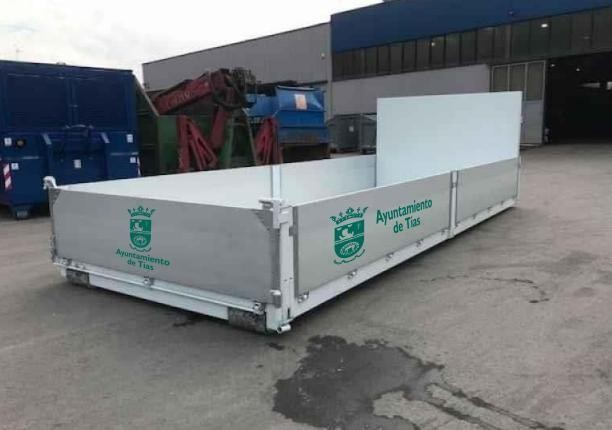 Ayuntamiento
de Tías
Ayuntamiento
de Tías